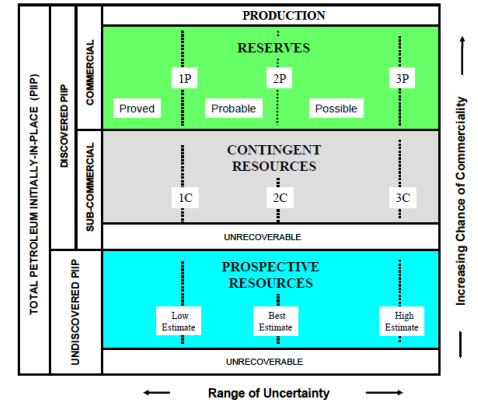 PRODUCTION
RESERVES
1P
2P
3P
Proved
Probable
Possible
CONTINGENT
RESOURCES
1C
2C
3C
UNRECOVERABLE
PROSPECTIVE
RESOURCES
Low
Estimate
Best
Estimate
High
Estimate
UNRECOVERABLE
TOTAL PETROLEUM INITIALLY-IN-PLACE (PIIP)
DISCOVERED PIIP
UNDISCOVERED PIIP
COMMERCIAL
SUB-COMMERCIAL
Increasing Chance of Commerciality
Range of Uncertainty